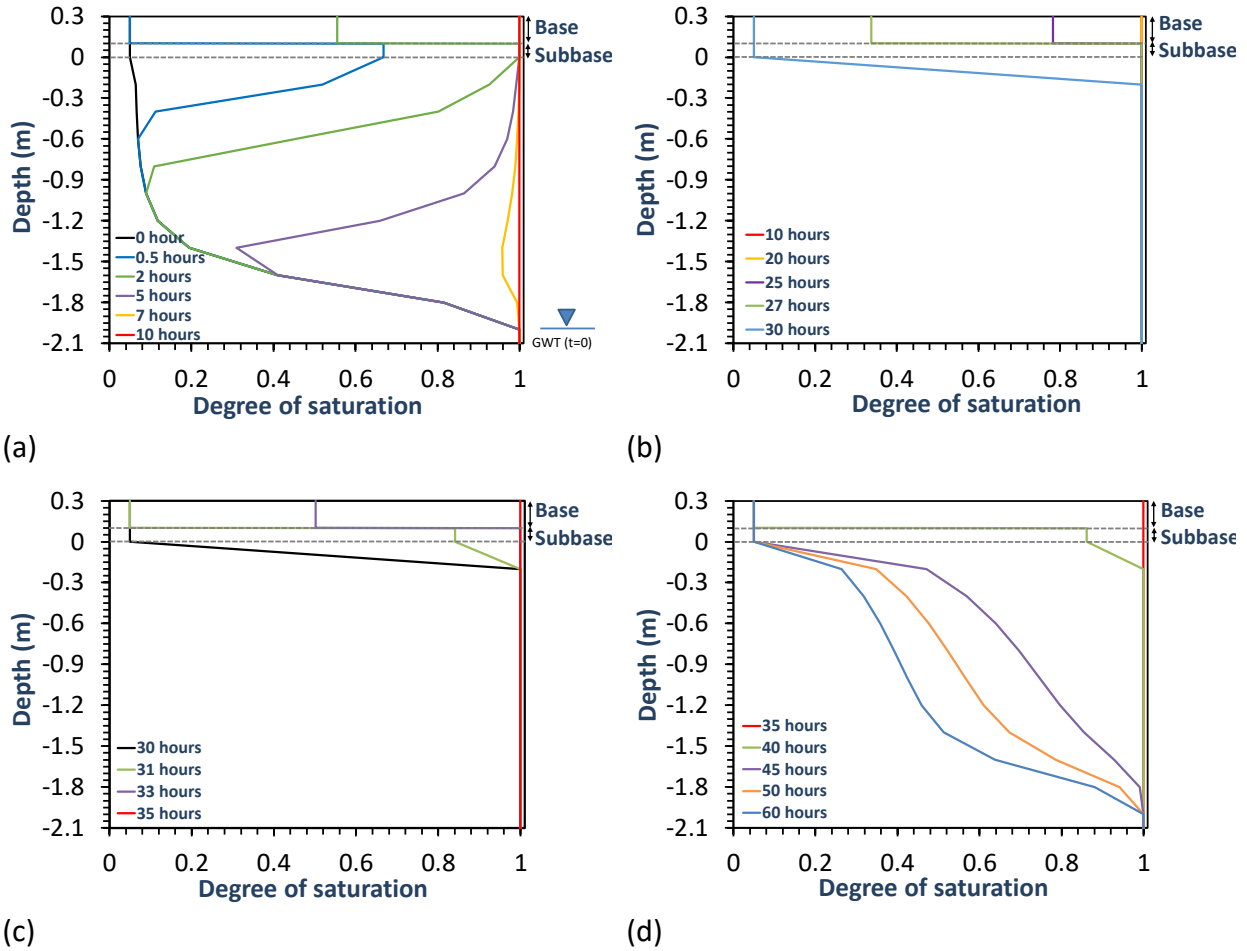 0.3
0
-0.3
-0.6
-0.9
-1.2
-1.5
-1.8
-2.1
Depth (m)
0 hour
0.5 hours
2 hours
5 hours
7 hours
10 hours
Base
Subbase
GWT (t=0)
0 0.2 0.4 0.6 0.8 1
Degree of saturation
(a)
0.3
0
-0.3
-0.6
-0.9
-1.2
-1.5
-1.8
-2.1
Depth (m)
10 hours
20 hours
25 hours
27 hours
30 hours
Base
Subbase
0 0.2 0.4 0.6 0.8 1
Degree of saturation
(b)
0.3
0
-0.3
-0.6
-0.9
-1.2
-1.5
-1.8
-2.1
Depth (m)
30 hours
31 hours
33 hours
35 hours
Base
Subbase
0 0.2 0.4 0.6 0.8 1
Degree of saturation
(c)
0.3
0
-0.3
-0.6
-0.9
-1.2
-1.5
-1.8
-2.1
Depth (m)
35 hours
40 hours
45 hours
50 hours
60 hours
Base
Subbase
0 0.2 0.4 0.6 0.8 1
Degree of saturation
(d)